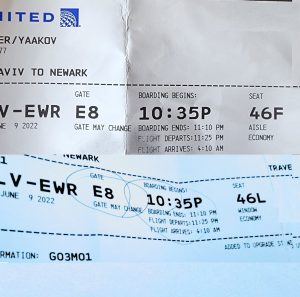 UNITED
ER/YAAKOV
77
AVIV TO NEWARK
GATE BOARDING BEGINS: SEAT
V-EWR E8 10:35P 46F
JUNE 9 2022 GATE MAY CHANGE BOARDING ENDS: 11:10 PM AISLE
FLIGHT DEPARTS: 11:25 PM ECONOMY
FLIGHT ARRIVES: 4:10 AM
NEWARK TRAVE
GATE BOARDING BEGINS: SEAT
LV-EWR E8 10:35P 46L
JUNE 9 2022 GATE MAY CHANGE BOARDING ENDS: 11:10 PM WINDOW
FLIGHT DEPARTS: 11:25 PM ECONOMY
FLIGHT ARRIVES: 4:10 AM
ADDED TO UPGRADE
ORMATION: GO3MO1